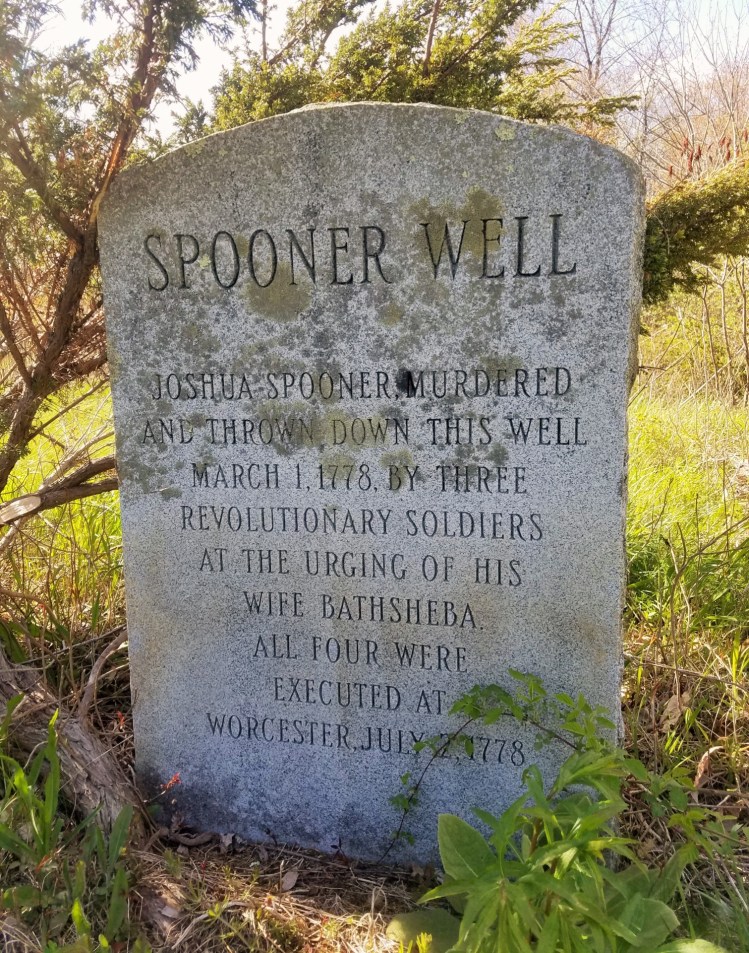 SPOONER WELL
JOSHUA SPOONER, MURDERED
AND THROWN DOWN THIS WELL
MARCH 1, 1778, BY THREE
REVOLUTIONARY SOLDIERS
AT THE URGING OF HIS
WIFE BATHSHEBA.
ALL FOUR WERE
EXECUTED AT
WORCESTER, JULY 2, 1778